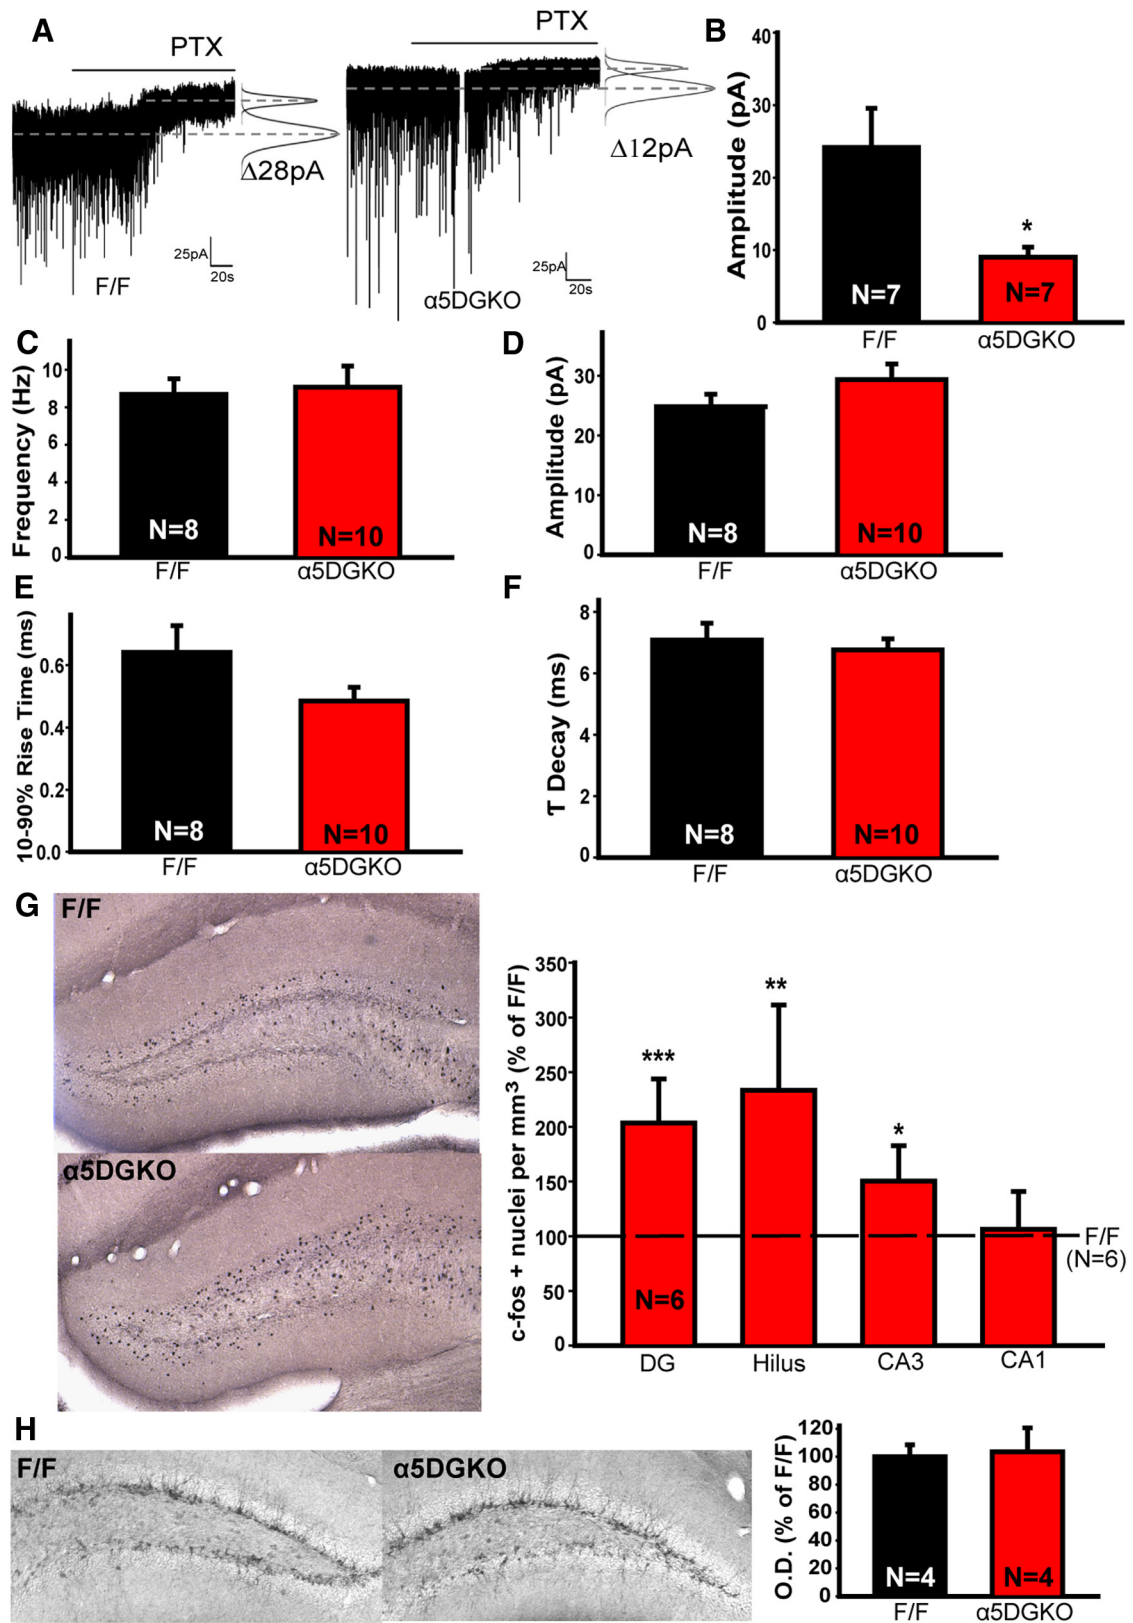 A
PTX
Δ28pA
25pA
20s
F/F
PTX
Δ12pA
25pA
20s
α5DGKO
B
Amplitude (pA)
40
30
20
10
0
*
N=7
N=7
F/F
α5DGKO
C
Frequency (Hz)
10
8
6
4
2
0
N=8
N=10
F/F
α5DGKO
D
Amplitude (pA)
30
20
10
0
N=8
N=10
F/F
α5DGKO
E
10-90% Rise Time (ms)
0.6
0.4
0.2
0.0
N=8
N=10
F/F
α5DGKO
F
Ƭ Decay (ms)
8
6
4
2
0
N=8
N=10
F/F
α5DGKO
G
F/F
α5DGKO
c-fos + nuclei per mm³ (% of F/F)
350
300
250
200
150
100
50
0
***
**
*
N=6
F/F
(N=6)
DG
Hilus
CA3
CA1
H
F/F
α5DGKO
O.D. (% of F/F)
120
100
80
60
40
20
0
N=4
N=4
F/F
α5DGKO